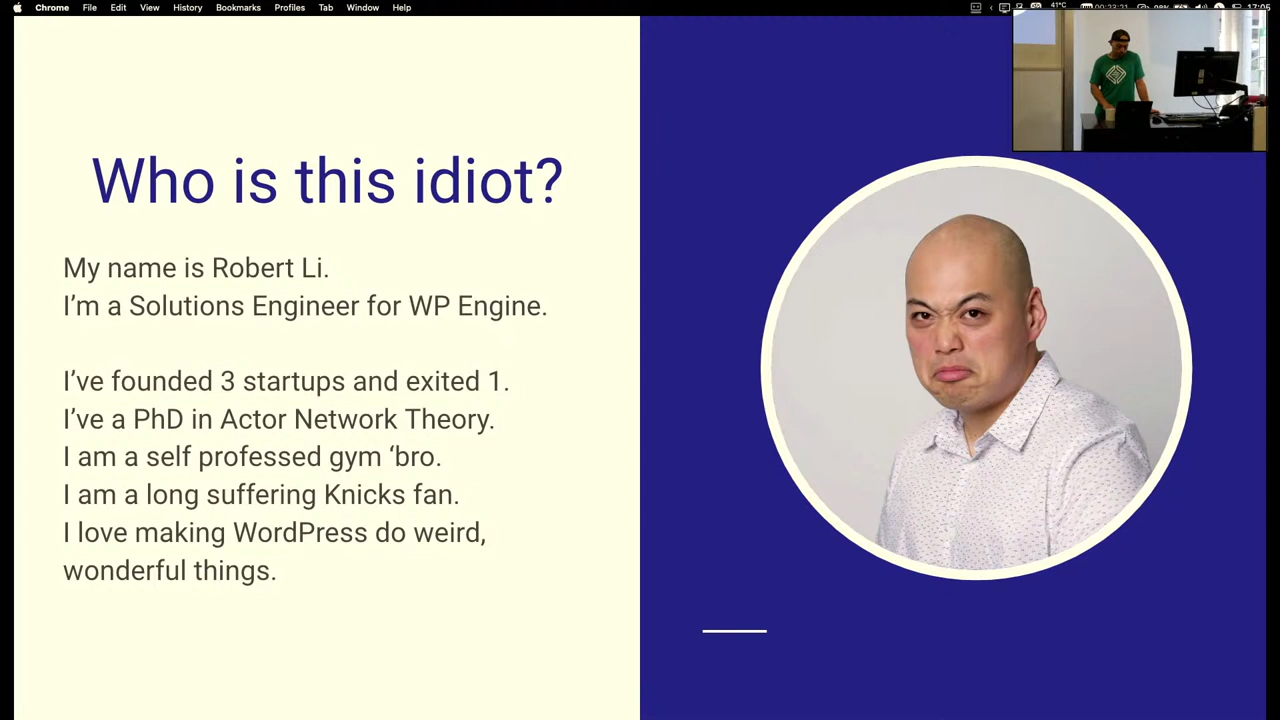 Chrome File Edit View History Bookmarks Profiles Tab Window Help
41°C
Who is this idiot?
My name is Robert Li.
I'm a Solutions Engineer for WP Engine.
I've founded 3 startups and exited 1.
I've a PhD in Actor Network Theory.
I am a self professed gym ‘bro.
I am a long suffering Knicks fan.
I love making WordPress do weird,
wonderful things.